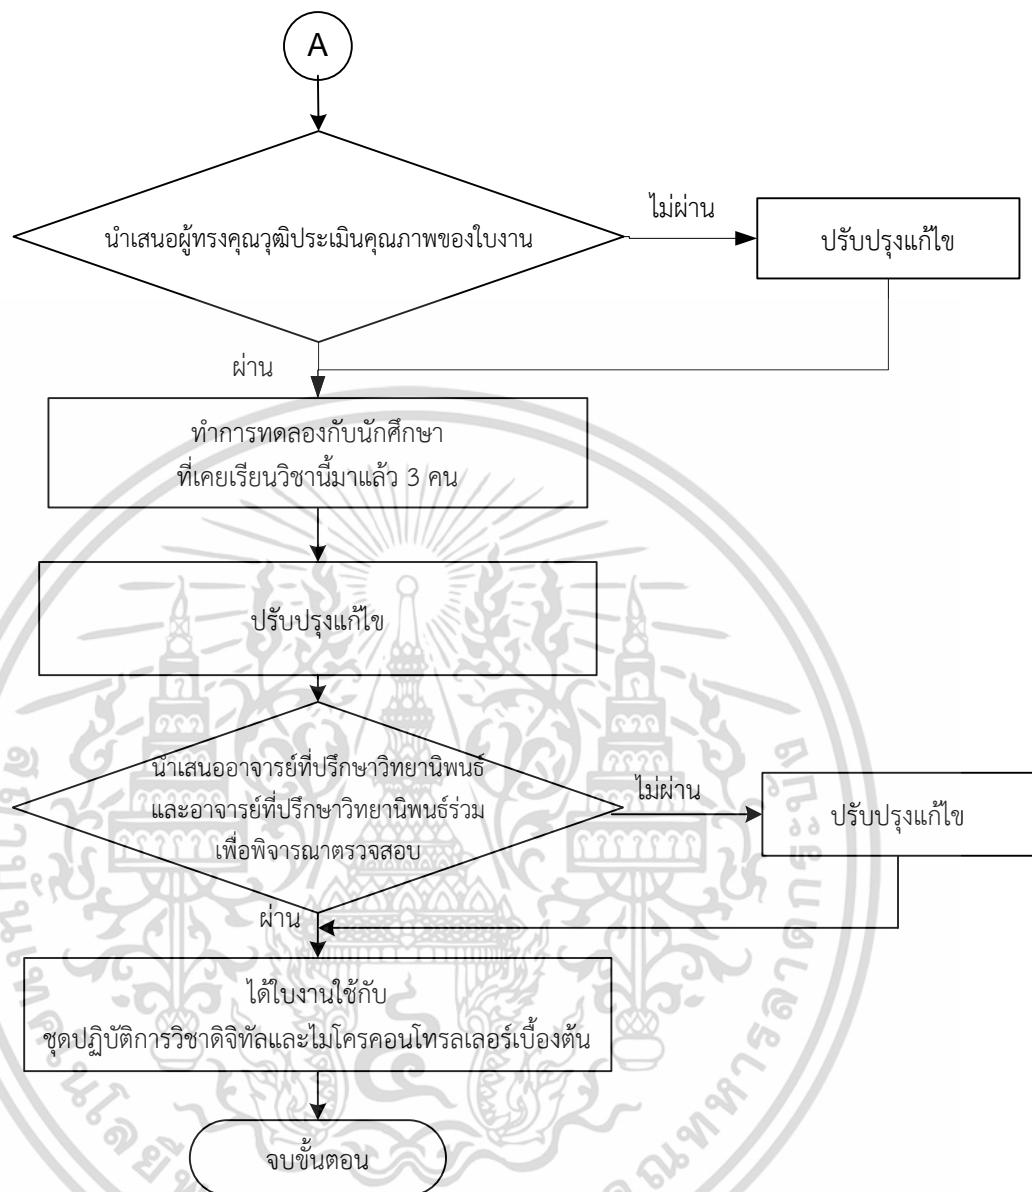 A
นำเสนอผู้ทรงคุณวุฒิประเมินคุณภาพของใบงาน
ไม่ผ่าน
ปรับปรุงแก้ไข
ผ่าน
ทำการทดลองกับนักศึกษา
ที่เคยเรียนวิชานี้มาแล้ว 3 คน
ปรับปรุงแก้ไข
นำเสนออาจารย์ที่ปรึกษาวิทยานิพนธ์
และอาจารย์ที่ปรึกษาวิทยานิพนธ์ร่วม
เพื่อพิจารณาตรวจสอบ
ไม่ผ่าน
ปรับปรุงแก้ไข
ผ่าน
ได้ใบงานใช้กับ
ชุดปฏิบัติการวิชาดิจิทัลและไมโครคอนโทรลเลอร์เบื้องต้น
จบขั้นตอน